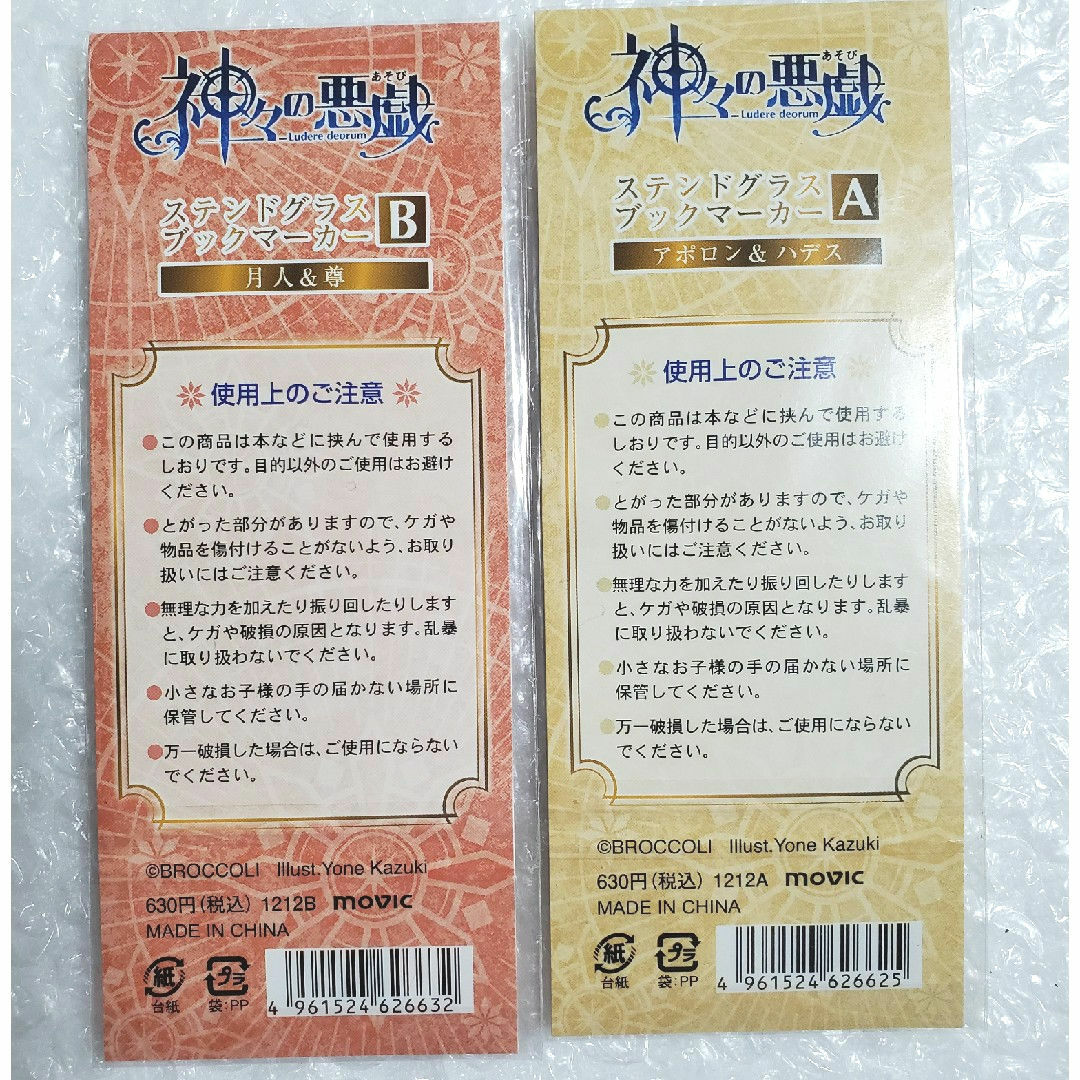 神々の悪戯
あそび
Ludere deorum
ステンドグラス
ブックマーカー B
月人&尊
使用上のご注意
●この商品は本などに挟んで使用する
しおりです。目的以外のご使用はお避け
ください。
●とがった部分がありますので、ケガや
物品を傷付けることがないよう、お取り
扱いにはご注意ください。
●無理な力を加えたり振り回したりします
と、ケガや破損の原因となります。乱暴
に取り扱わないでください。
●小さなお子様の手の届かない場所に
保管してください。
●万一破損した場合は、ご使用にならない
でください。
©BROCCOLI Illust.Yone Kazuki
630円(税込) 1212B movic
MADE IN CHINA
紙 プラ
台紙 袋:PP
4 961524 626632
神々の悪戯
あそび
Ludere deorum
ステンドグラス
ブックマーカー A
アポロン&ハデス
使用上のご注意
●この商品は本などに挟んで使用する
しおりです。目的以外のご使用はお避け
ください。
●とがった部分がありますので、ケガや
物品を傷付けることがないよう、お取り
扱いにはご注意ください。
●無理な力を加えたり振り回したりします
と、ケガや破損の原因となります。乱暴
に取り扱わないでください。
●小さなお子様の手の届かない場所に
保管してください。
●万一破損した場合は、ご使用にならない
でください。
©BROCCOLI Illust.Yone Kazuki
630円(税込) 1212A movic
MADE IN CHINA
紙 プラ
台紙 袋:PP
4 961524 626625